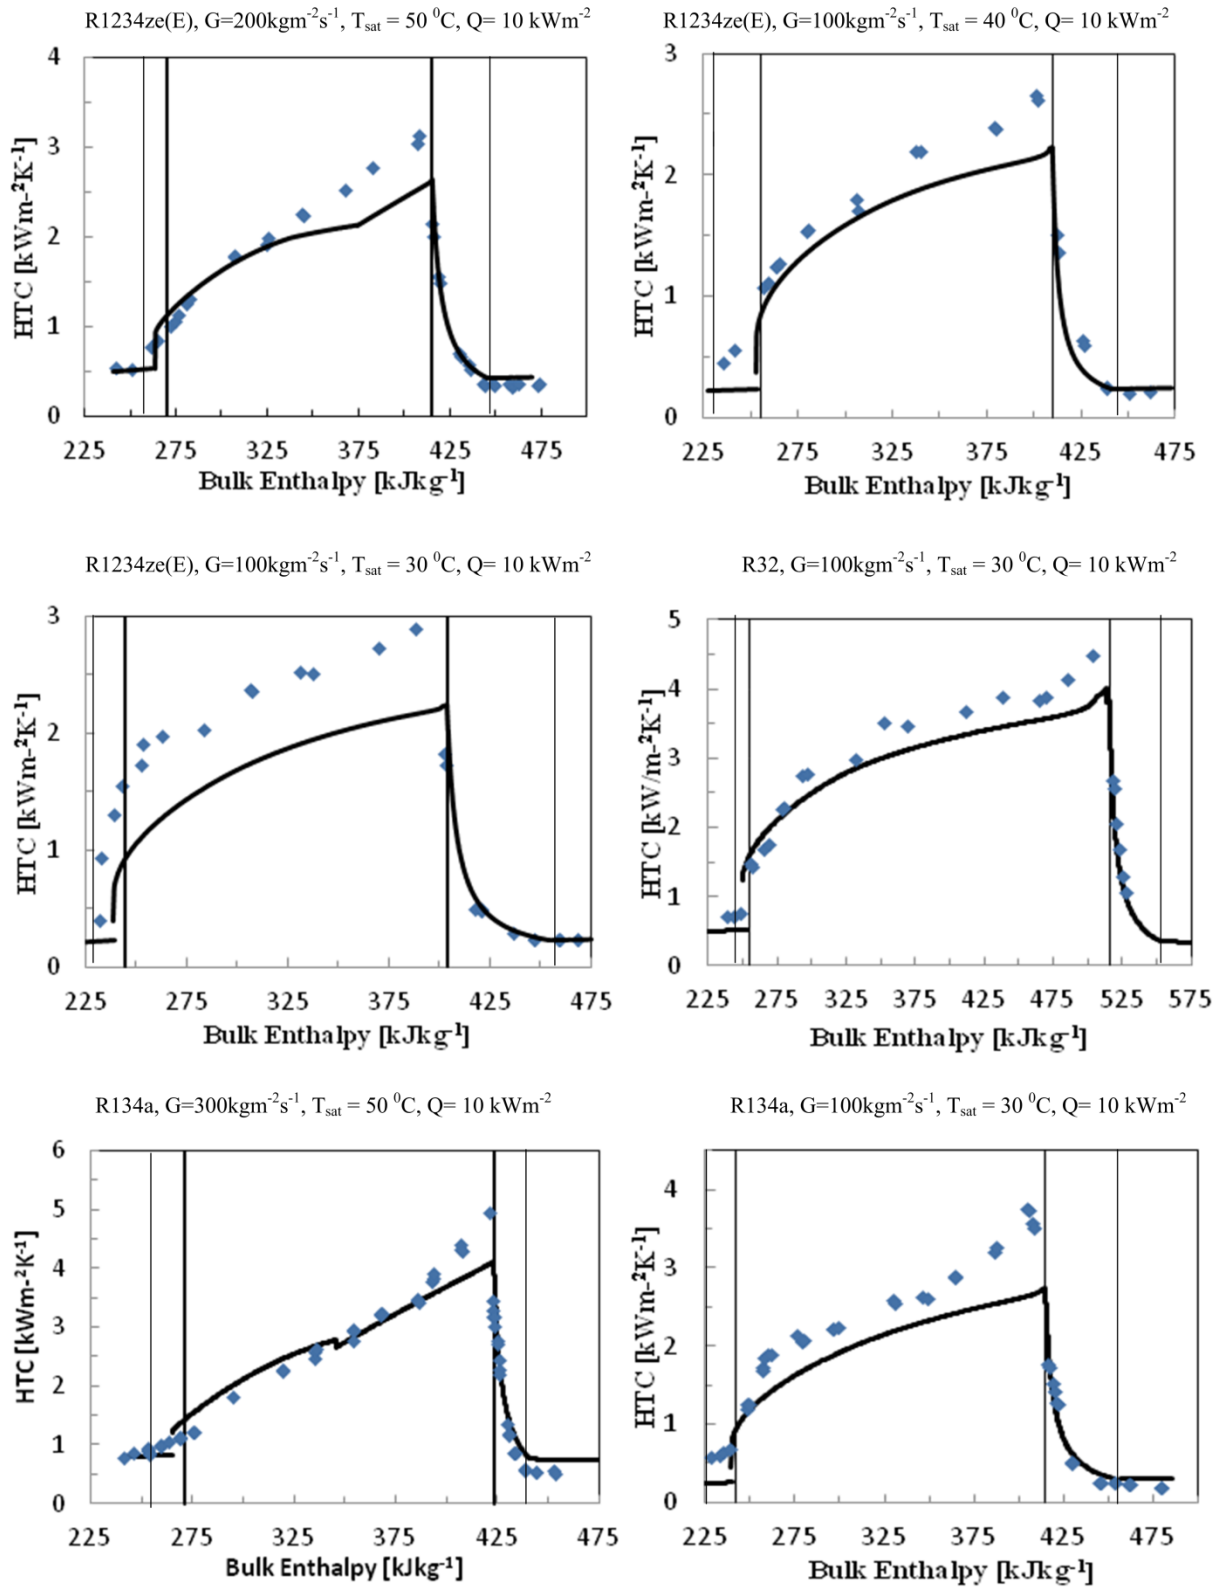 R1234ze(E), G=200kgm⁻²s⁻¹, Tsat = 50 ⁰C, Q= 10 kWm⁻²
4
3
2
1
0
HTC [kWm-²K⁻¹]
225 275 325 375 425 475
Bulk Enthalpy [kJkg⁻¹]
R1234ze(E), G=100kgm⁻²s⁻¹, Tsat = 40 ⁰C, Q= 10 kWm⁻²
3
2
1
0
HTC [kWm-²K⁻¹]
225 275 325 375 425 475
Bulk Enthalpy [kJkg⁻¹]
R1234ze(E), G=100kgm⁻²s⁻¹, Tsat = 30 ⁰C, Q= 10 kWm⁻²
3
2
1
0
HTC [kWm-²K⁻¹]
225 275 325 375 425 475
Bulk Enthalpy [kJkg⁻¹]
R32, G=100kgm⁻²s⁻¹, Tsat = 30 ⁰C, Q= 10 kWm⁻²
5
4
3
2
1
0
HTC [kW/m-²K⁻¹]
225 275 325 375 425 475 525 575
Bulk Enthalpy [kJkg⁻¹]
R134a, G=300kgm⁻²s⁻¹, Tsat = 50 ⁰C, Q= 10 kWm⁻²
6
5
4
3
2
1
0
HTC [kWm-²K⁻¹]
225 275 325 375 425 475
Bulk Enthalpy [kJkg⁻¹]
R134a, G=100kgm⁻²s⁻¹, Tsat = 30 ⁰C, Q= 10 kWm⁻²
4
3
2
1
0
HTC [kWm-²K⁻¹]
225 275 325 375 425 475
Bulk Enthalpy [kJkg⁻¹]